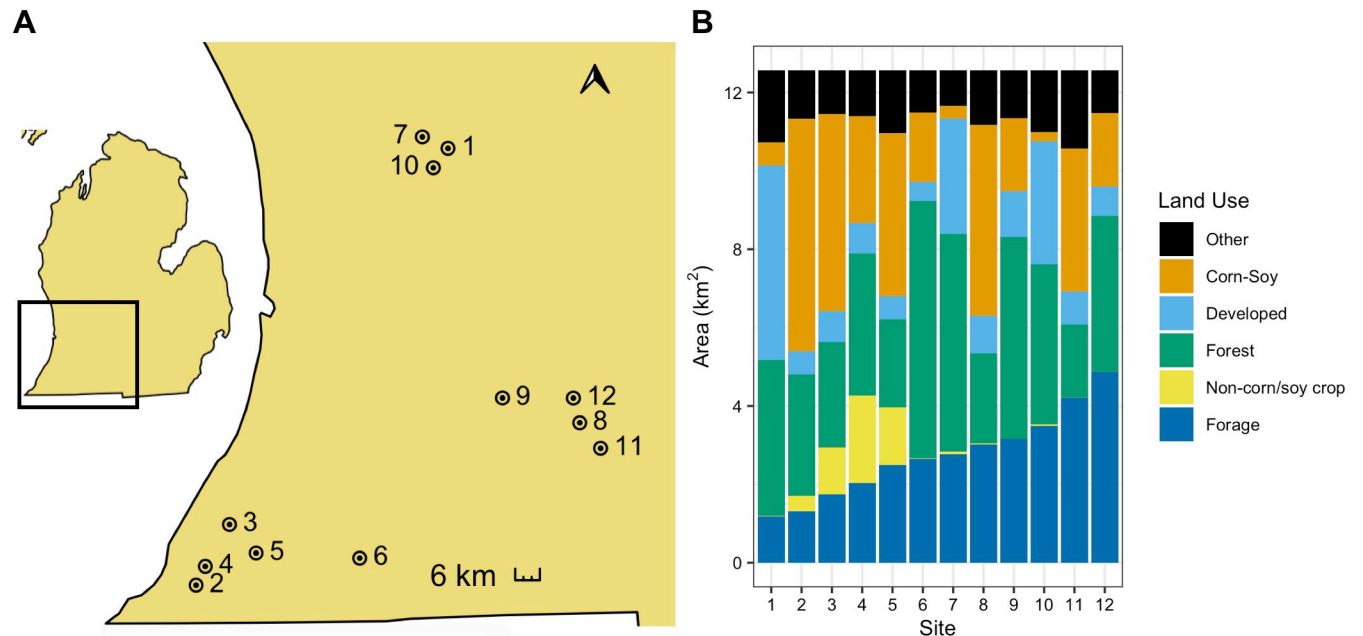 A
7
1
10
9
12
8
11
3
5
4
6
2
6 km
B
12
8
4
0
Area (km²)
1 2 3 4 5 6 7 8 9 10 11 12
Site
Land Use
Other
Corn-Soy
Developed
Forest
Non-corn/soy crop
Forage